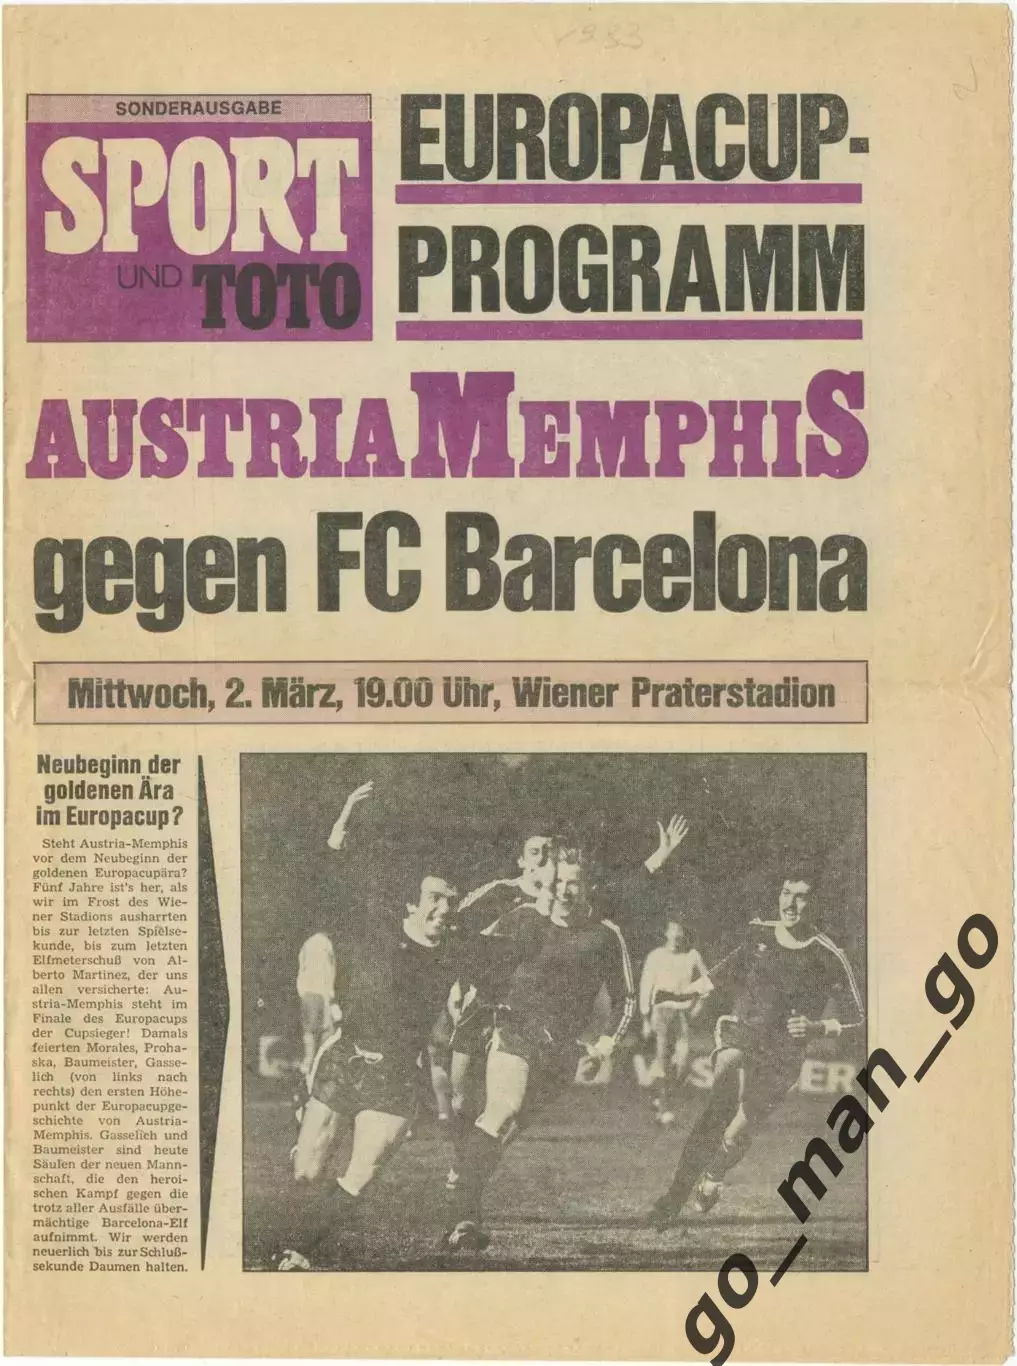 1983
SONDERAUSGABE
SPORT
UND TOTO
EUROPACUP-
PROGRAMM
AUSTRIA MEMPHIS
gegen FC Barcelona
Mittwoch, 2. März, 19.00 Uhr, Wiener Praterstadion
Neubeginn der
goldenen Ära
im Europacup?
Steht Austria-Memphis
vor dem Neubeginn der
goldenen Europacupära?
Fünf Jahre ist's her, als
wir im Frost des Wie-
ner Stadions ausharrten
bis zur letzten Spielse-
kunde, bis zum letzten
Elfmeterschuß von Al-
berto Martinez, der uns
allen versicherte: Au-
stria-Memphis steht im
Finale des Europacups
der Cupsieger! Damals
feierten Morales, Proha-
ska, Baumeister, Gasse-
lich (von links nach
rechts) den ersten Höhe-
punkt der Europacupge-
schichte von Austria-
Memphis. Gasselich und
Baumeister sind heute
Säulen der neuen Mann-
schaft, die den heroi-
schen Kampf gegen die
trotz aller Ausfälle über-
mächtige Barcelona-Elf
aufnimmt. Wir werden
neuerlich bis zur Schluß-
sekunde Daumen halten.
ER
go_man_go